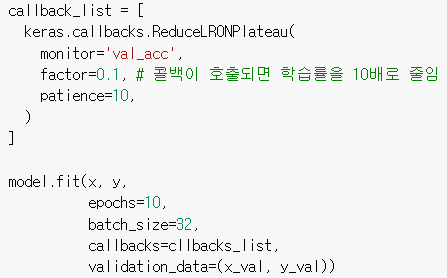 callback_list = [
  keras.callbacks.ReduceLRONPlateau(
    monitor='val_acc',
    factor=0.1, # 콜백이 호출되면 학습률을 10배로 줄임
    patience=10,
  )
]
model.fit(x, y,
          epochs=10,
          batch_size=32,
          callbacks=cllbacks_list,
          validation_data=(x_val, y_val))